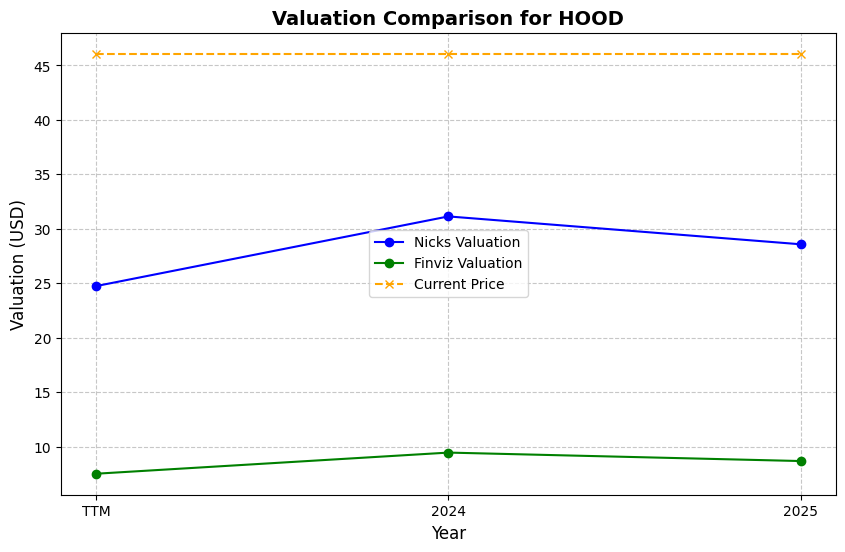 Valuation Comparison for HOOD
Valuation (USD)
45
40
35
30
25
20
15
10
Nicks Valuation
Finviz Valuation
Current Price
TTM
2024
2025
Year